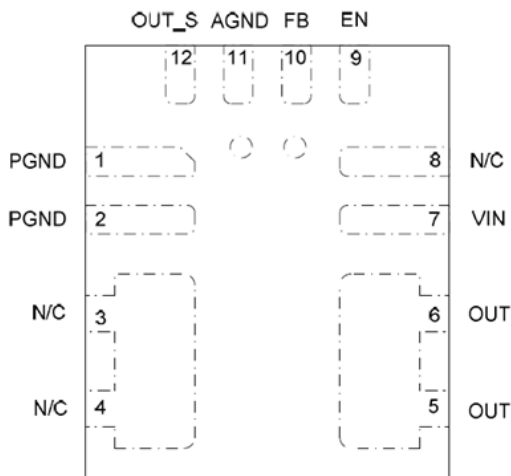 OUT_S AGND FB EN
12 11 10 9
PGND 1 8 N/C
PGND 2 7 VIN
N/C 3 6 OUT
N/C 4 5 OUT